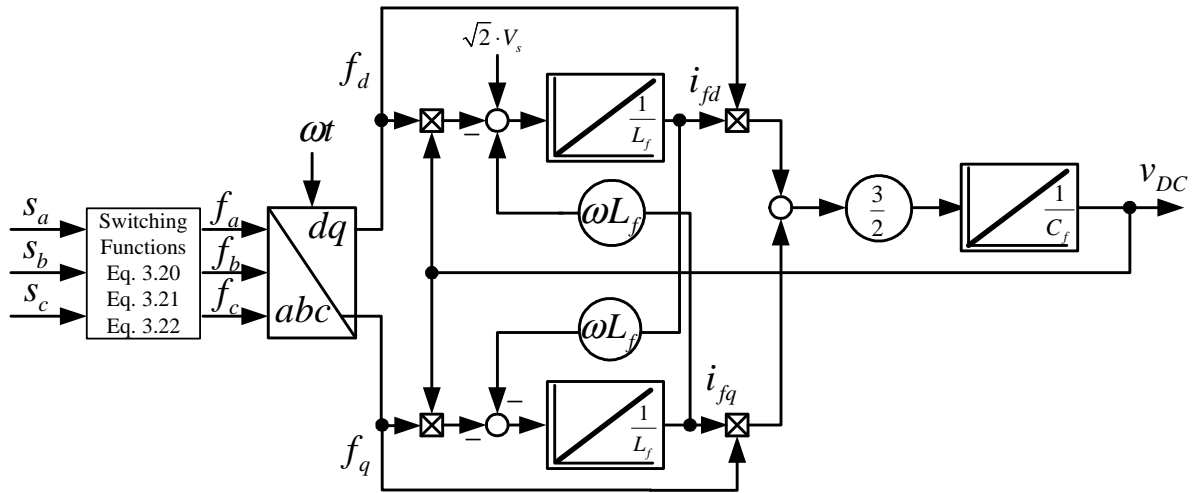 √2·V_s
f_d
i_fd
1/L_f
ωt
ωL_f
3/2
1/C_f
v_DC
s_a
s_b
s_c
Switching
Functions
Eq. 3.20
Eq. 3.21
Eq. 3.22
f_a
f_b
f_c
dq
abc
ωL_f
i_fq
1/L_f
f_q
−
−
−